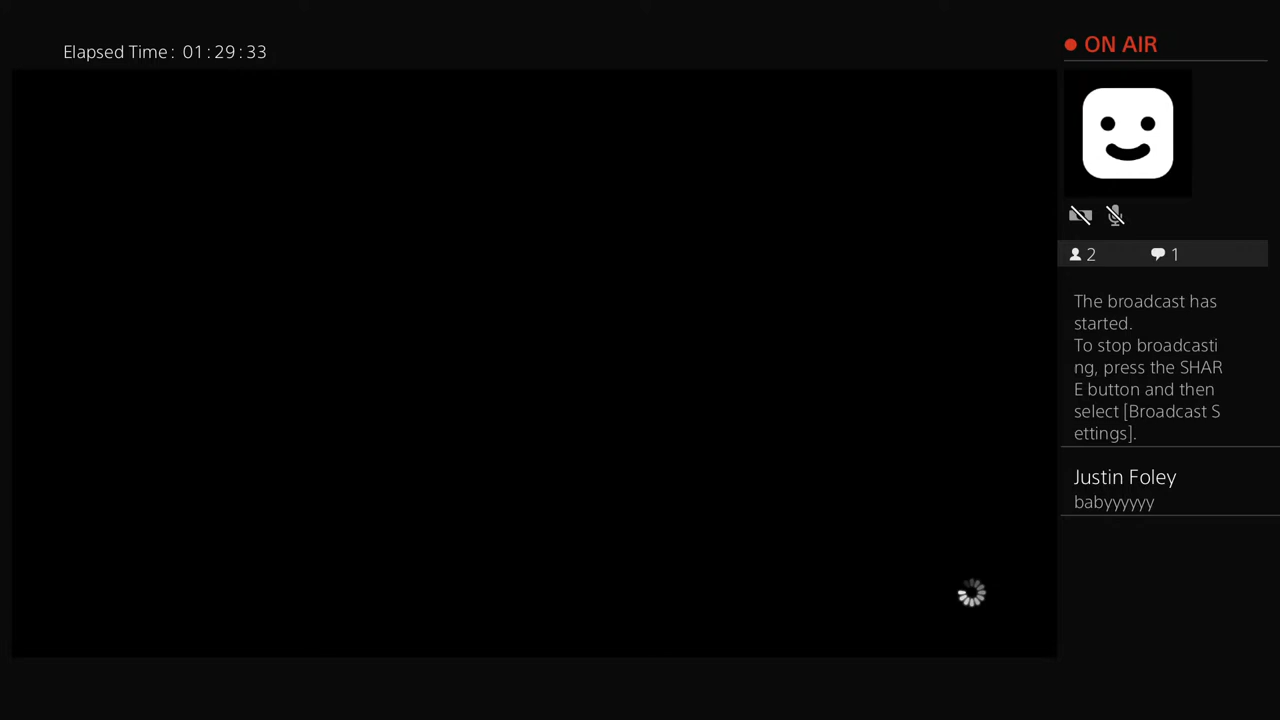 Elapsed Time: 01:29:33
ON AIR
2 1
The broadcast has
started.
To stop broadcasti
ng, press the SHAR
E button and then
select [Broadcast S
ettings].
Justin Foley
babyyyyyy